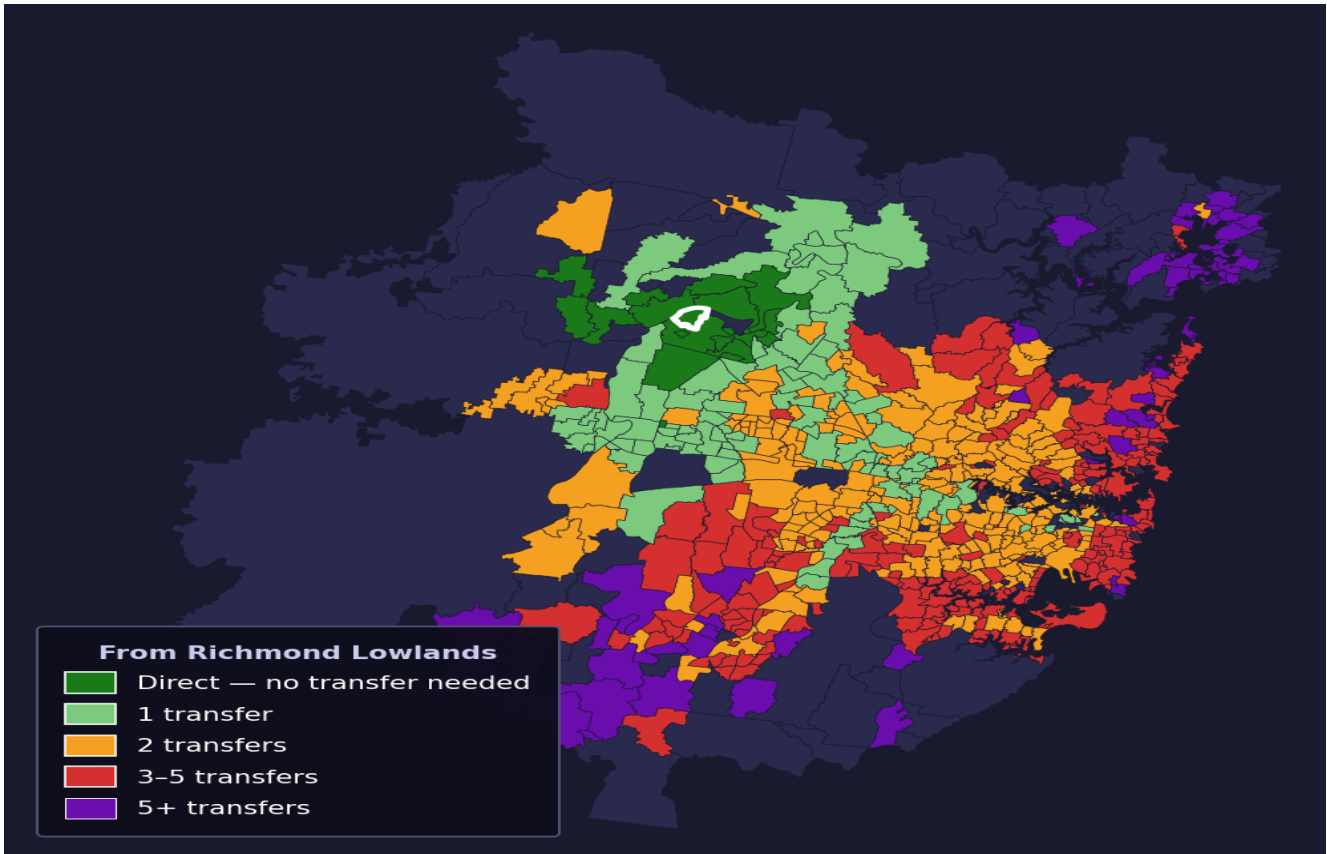 From Richmond Lowlands
Direct — no transfer needed
1 transfer
2 transfers
3–5 transfers
5+ transfers